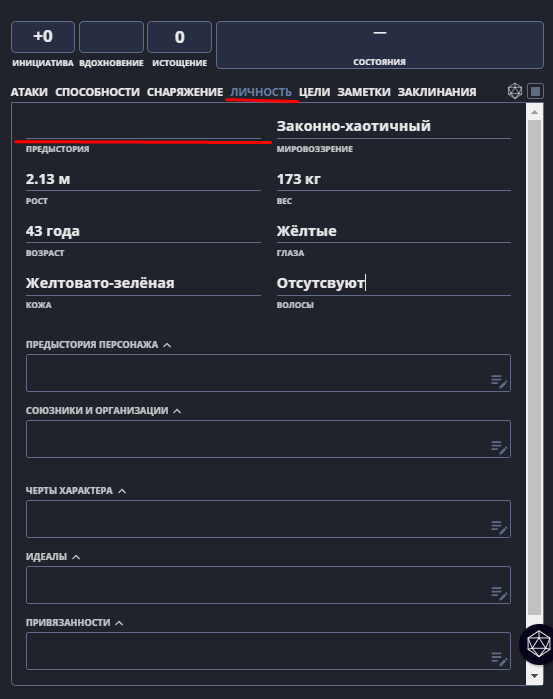 +0
0
—
ИНИЦИАТИВА ВДОХНОВЕНИЕ ИСТОЩЕНИЕ
СОСТОЯНИЯ
АТАКИ СПОСОБНОСТИ СНАРЯЖЕНИЕ ЛИЧНОСТЬ ЦЕЛИ ЗАМЕТКИ ЗАКЛИНАНИЯ
Законно-хаотичный
ПРЕДЫСТОРИЯ МИРОВОЗЗРЕНИЕ
2.13 м 173 кг
РОСТ ВЕС
43 года Жёлтые
ВОЗРАСТ ГЛАЗА
Желтовато-зелёная Отсутсвуют
КОЖА ВОЛОСЫ
ПРЕДЫСТОРИЯ ПЕРСОНАЖА
СОЮЗНИКИ И ОРГАНИЗАЦИИ
ЧЕРТЫ ХАРАКТЕРА
ИДЕАЛЫ
ПРИВЯЗАННОСТИ